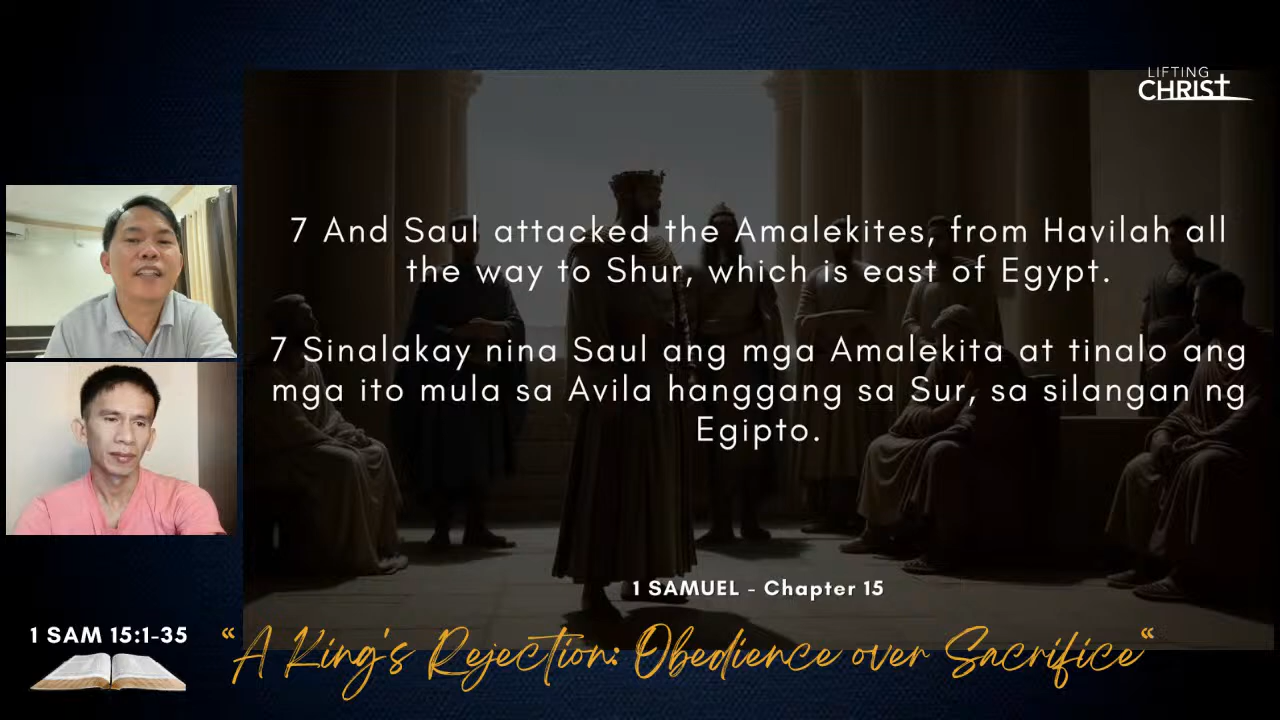 LIFTING
CHRIST
7 And Saul attacked the Amalekites, from Havilah all
the way to Shur, which is east of Egypt.
7 Sinalakay nina Saul ang mga Amalekita at tinalo ang
mga ito mula sa Avila hanggang sa Sur, sa silangan ng
Egipto.
1 SAMUEL - Chapter 15
1 SAM 15:1-35
“A King's Rejection: Obedience over Sacrifice“